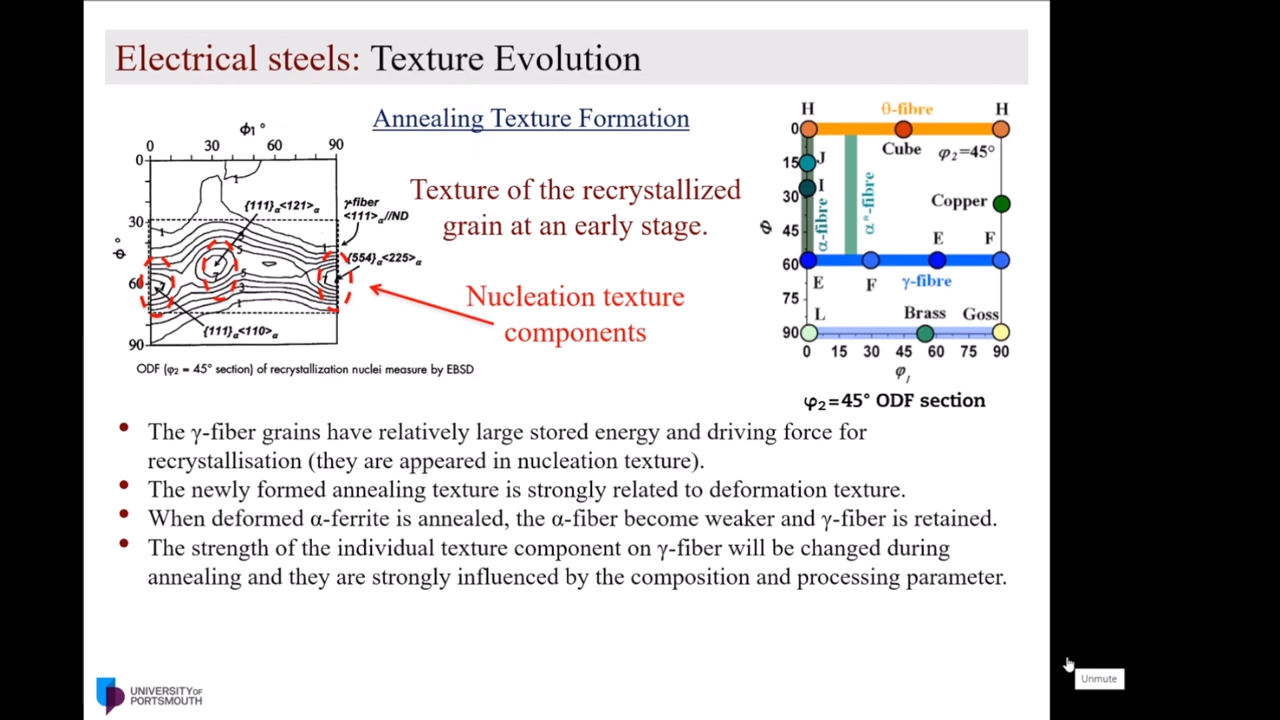 Electrical steels: Texture Evolution
Annealing Texture Formation
ϕ1 °
0 30 60 90
0
30
60
90
ϕ °
{111}α<121>α
γ-fiber
<111>α//ND
{554}α<225>α
{111}α<110>α
1
1
7
5
3
1
ODF (φ2 = 45° section) of recrystallization nuclei measure by EBSD
Texture of the recrystallized
grain at an early stage.
Nucleation texture
components
H θ-fibre H
0
Cube φ2=45°
15 J
30 I
Copper
α-fibre
α*-fibre
Φ 45
E F
60
E F γ-fibre
75
L Brass Goss
90
0 15 30 45 60 75 90
φ1
φ2=45° ODF section
• The γ-fiber grains have relatively large stored energy and driving force for
recrystallisation (they are appeared in nucleation texture).
• The newly formed annealing texture is strongly related to deformation texture.
• When deformed α-ferrite is annealed, the α-fiber become weaker and γ-fiber is retained.
• The strength of the individual texture component on γ-fiber will be changed during
annealing and they are strongly influenced by the composition and processing parameter.
UNIVERSITY OF
PORTSMOUTH
Unmute